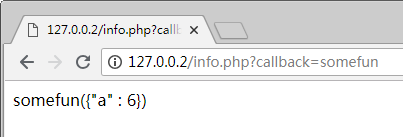 127.0.0.2/info.php?callb
127.0.0.2/info.php?callback=somefun
somefun({"a" : 6})